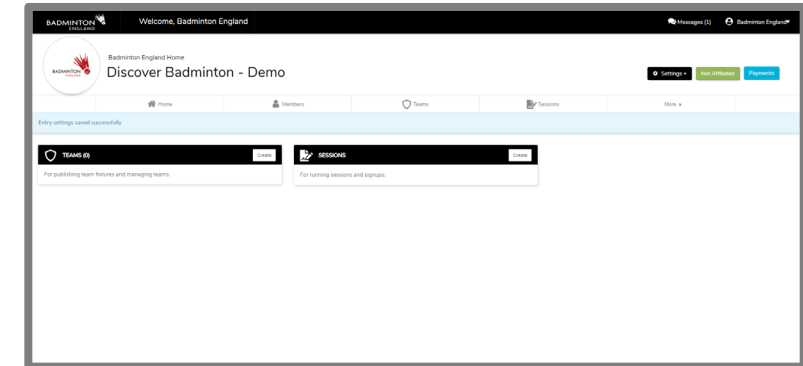 BADMINTON
ENGLAND
Welcome, Badminton England
Messages (1)
Badminton England
BADMINTON
ENGLAND
Badminton England Home
Discover Badminton - Demo
Settings
Not Affiliated
Payments
Home
Members
Teams
Sessions
More
Entry settings saved successfully
TEAMS (0)
Create
SESSIONS
Create
For publishing team fixtures and managing teams.
For running sessions and signups.